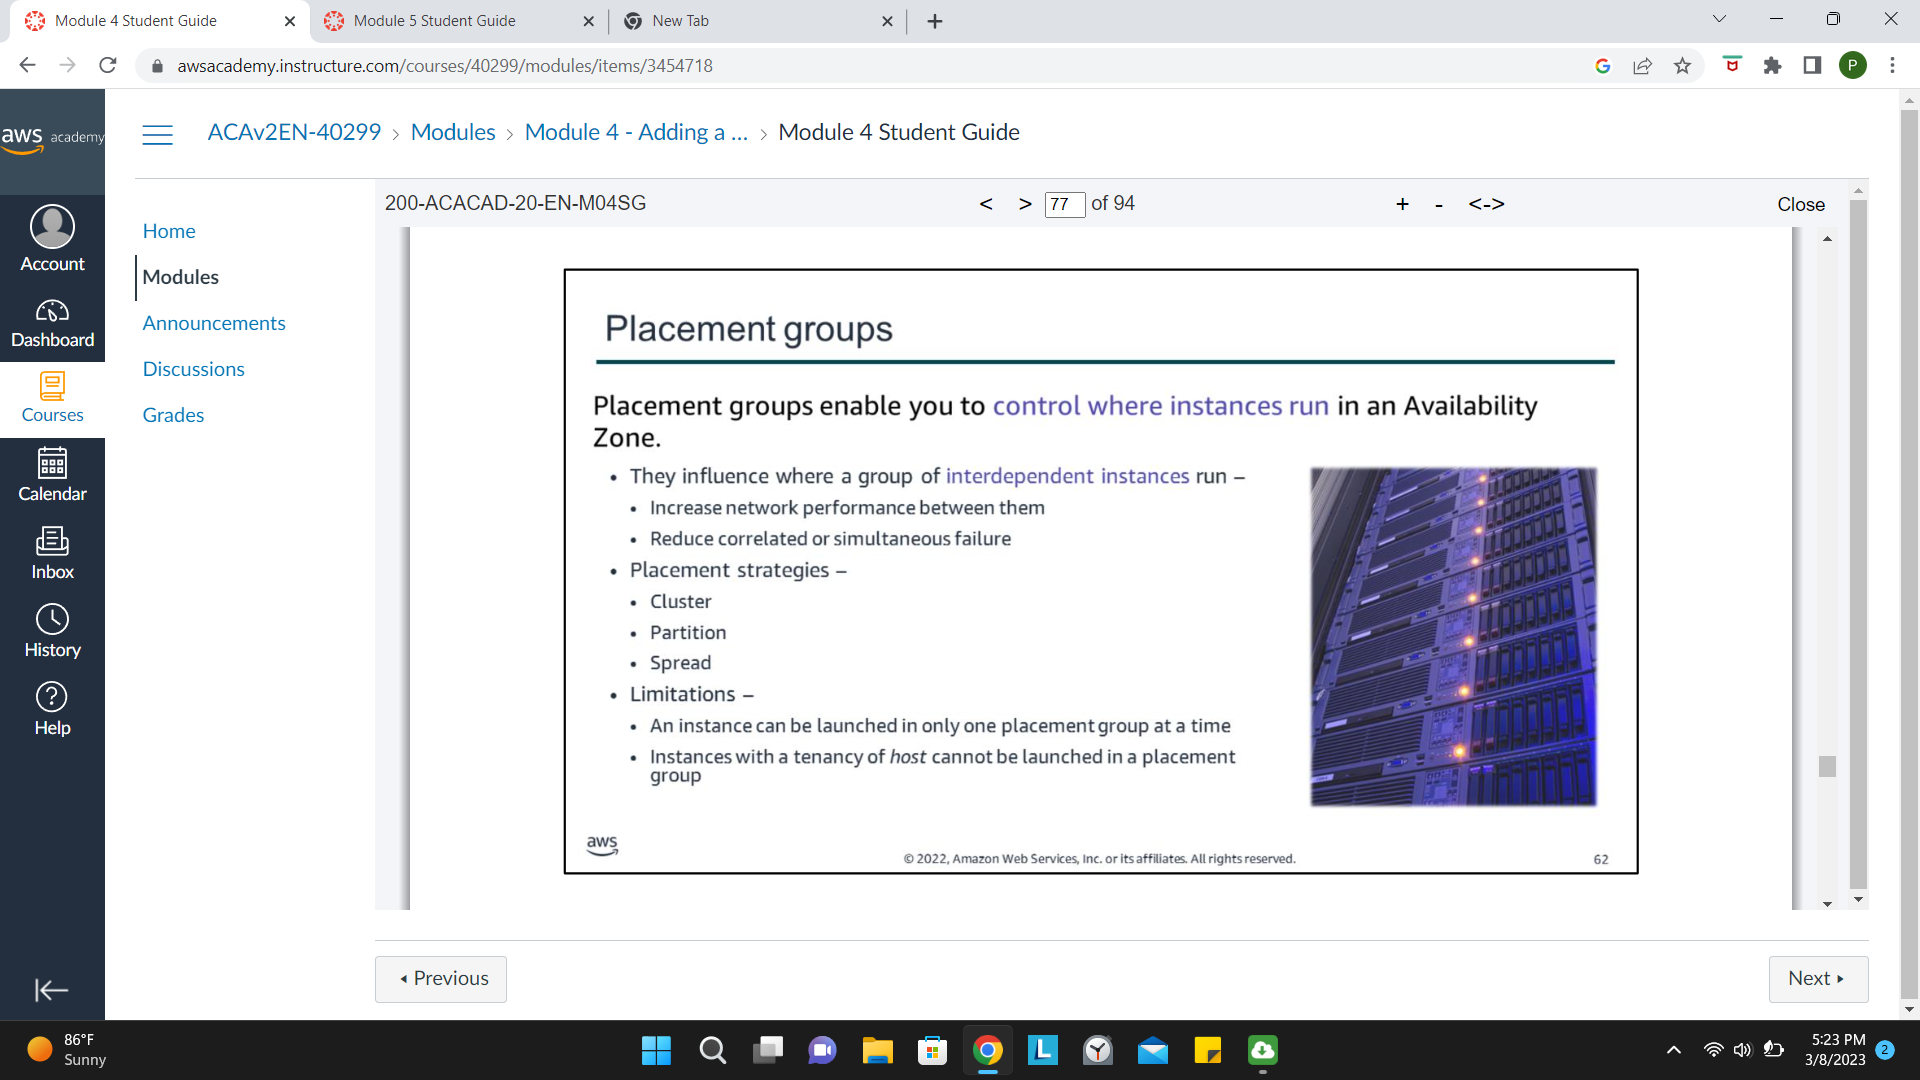 Module 4 Student Guide
Module 5 Student Guide
New Tab
awsacademy.instructure.com/courses/40299/modules/items/3454718
P
aws academy
ACAv2EN-40299 > Modules > Module 4 - Adding a ... > Module 4 Student Guide
Account
Dashboard
Courses
Calendar
Inbox
History
Help
Home
Modules
Announcements
Discussions
Grades
200-ACACAD-20-EN-M04SG
< > 77 of 94
+ - <-> Close
Placement groups
Placement groups enable you to control where instances run in an Availability
Zone.
• They influence where a group of interdependent instances run –
• Increase network performance between them
• Reduce correlated or simultaneous failure
• Placement strategies –
• Cluster
• Partition
• Spread
• Limitations –
• An instance can be launched in only one placement group at a time
• Instances with a tenancy of host cannot be launched in a placement
group
aws
© 2022, Amazon Web Services, Inc. or its affiliates. All rights reserved.
62
Previous
Next
86°F
Sunny
L
5:23 PM
3/8/2023
2